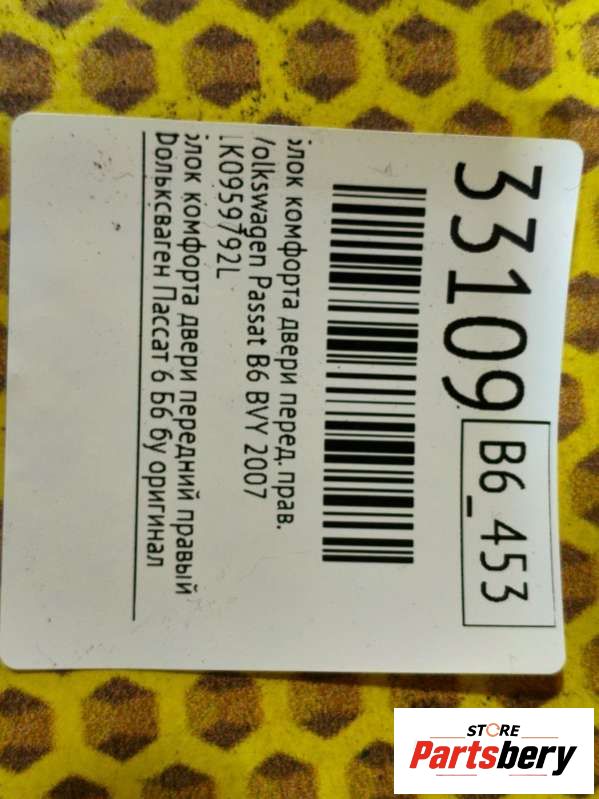 33109
B6_453
лок комфорта двери перед. прав.
olkswagen Passat B6 BVY 2007
K0959792L
лок комфорта двери передний правый
ольксваген Пассат 6 Б6 бу оригинал
STORE
Partsbery